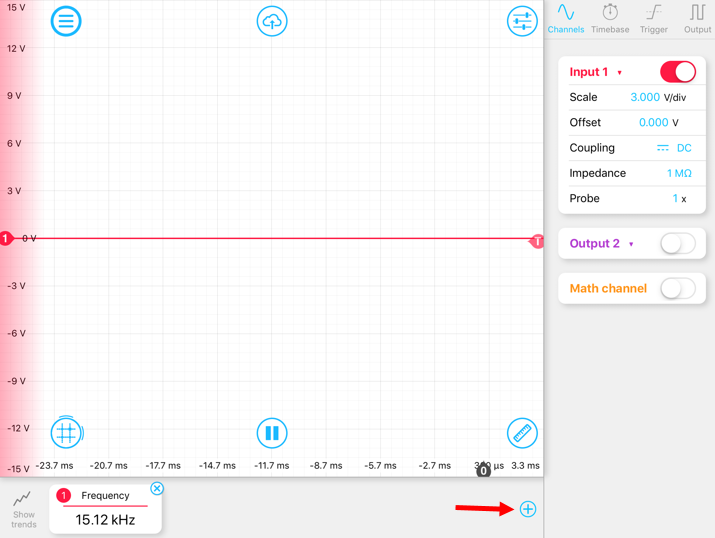 15 V
12 V
9 V
6 V
3 V
0 V
-3 V
-6 V
-9 V
-12 V
-15 V
1
T
-23.7 ms -20.7 ms -17.7 ms -14.7 ms -11.7 ms -8.7 ms -5.7 ms -2.7 ms µs 3.3 ms
0
Channels Timebase Trigger Output
Input 1
Scale 3.000 V/div
Offset 0.000 V
Coupling DC
Impedance 1 MΩ
Probe 1 x
Output 2
Math channel
Show
trends
1 Frequency
15.12 kHz